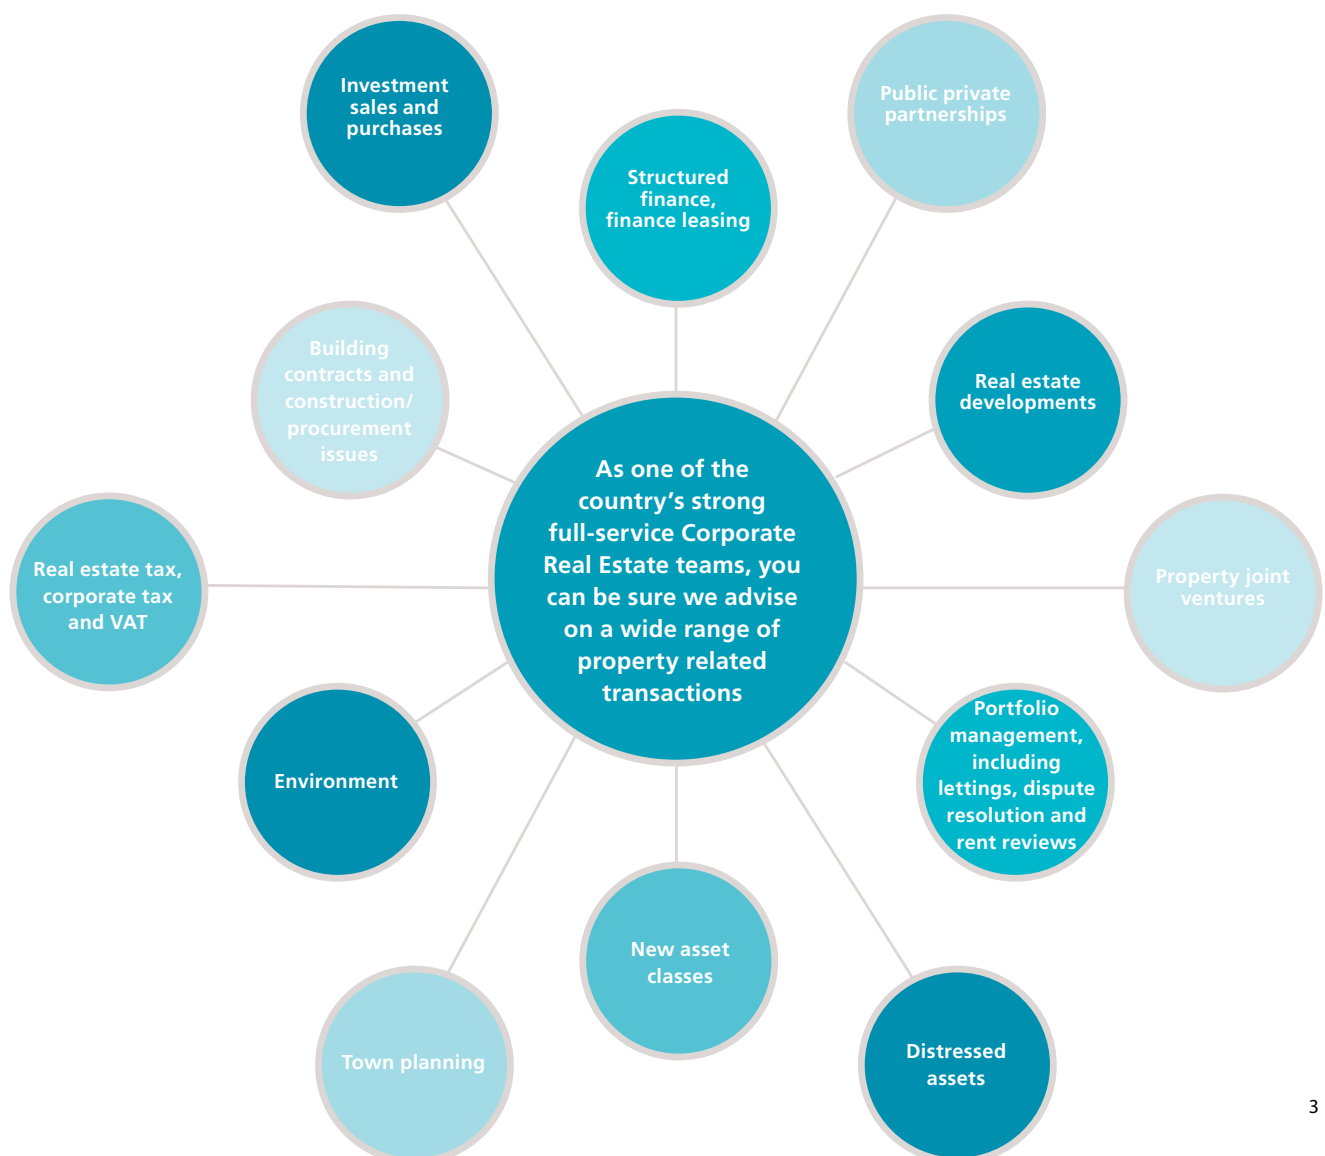 Investment
sales and
purchases
Public private
partnerships
Structured
finance,
finance leasing
Building
contracts and
construction/
procurement
issues
Real estate
developments
As one of the
country’s strong
full-service Corporate
Real Estate teams, you
can be sure we advise
on a wide range of
property related
transactions
Real estate tax,
corporate tax
and VAT
Property joint
ventures
Environment
Portfolio
management,
including
lettings, dispute
resolution and
rent reviews
New asset
classes
Town planning
Distressed
assets
3